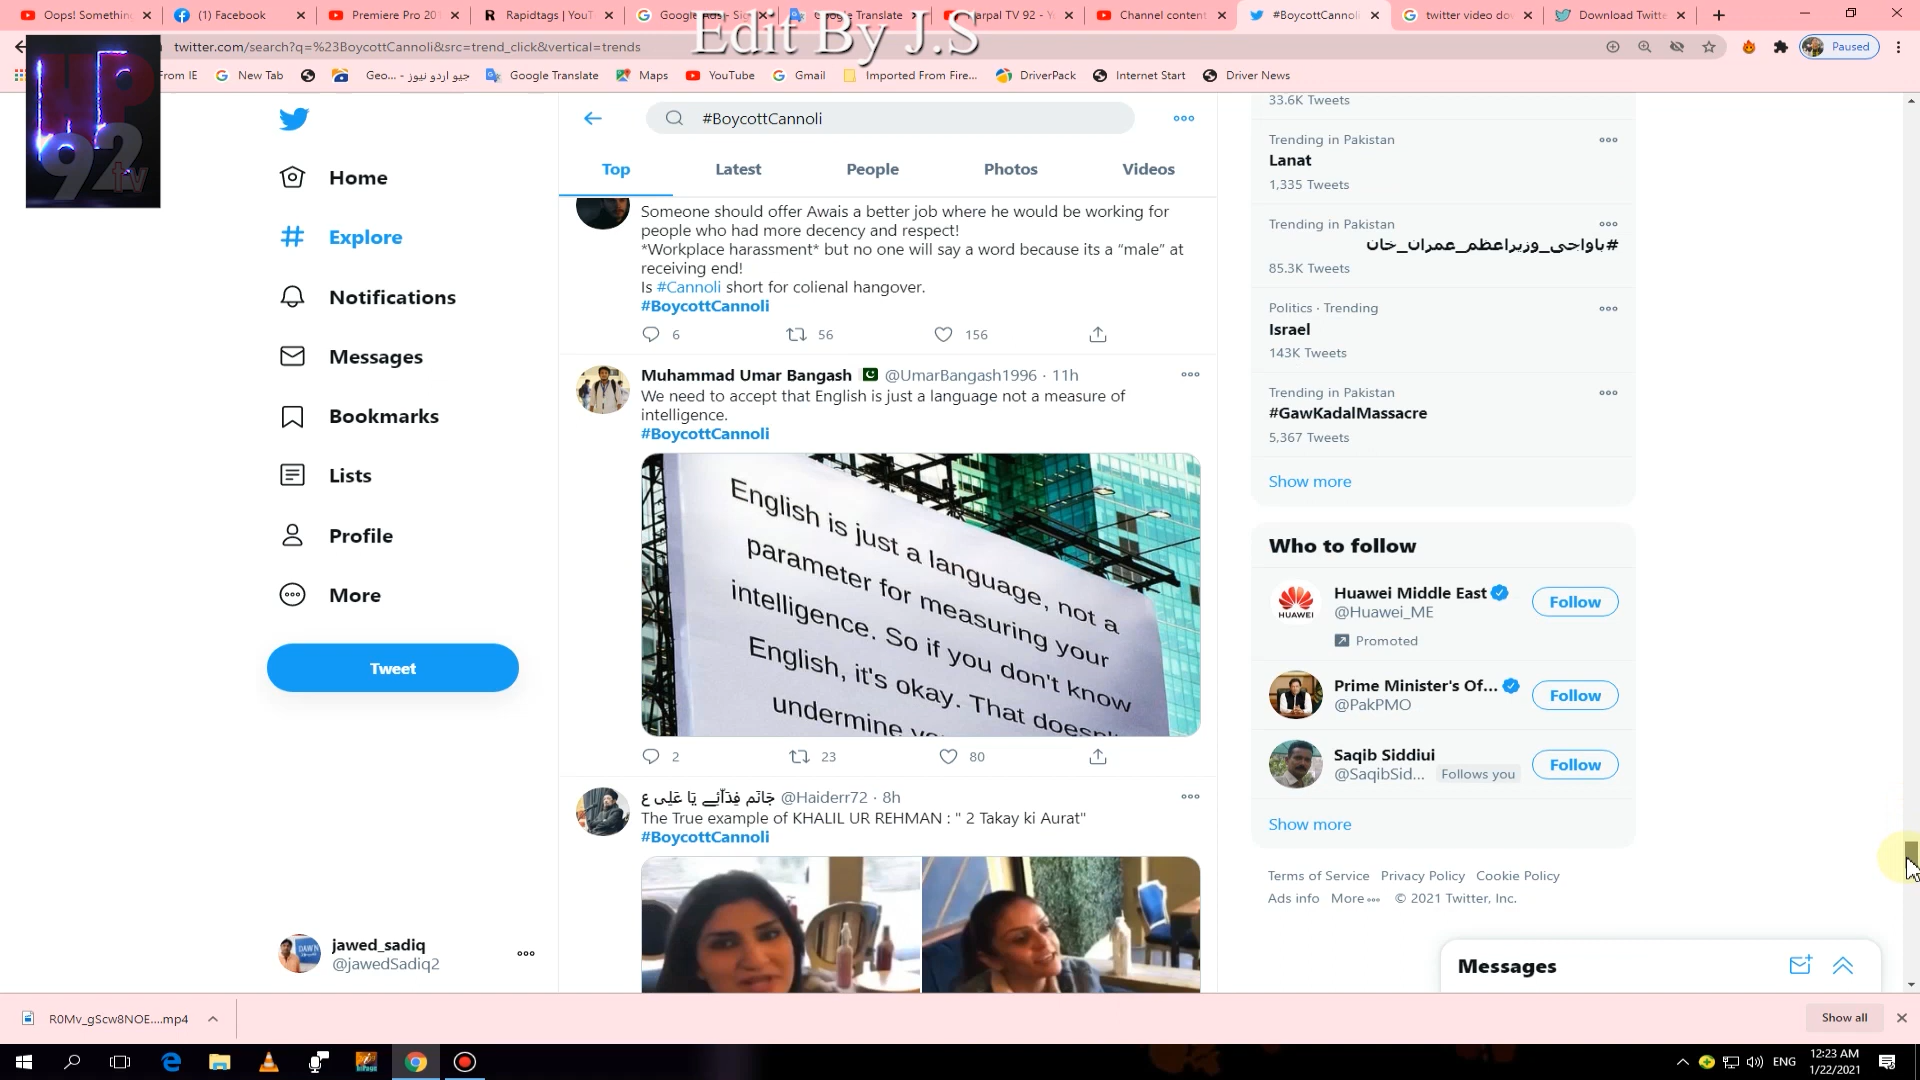 Oops! Somethin
(1) Facebook
Premiere Pro 20
Rapidtags | YouT
Google
Google Translate
arpal TV 92 - Y
Channel content
#BoycottCannoli
twitter video do
Download Twitte
Edit By J.S
twitter.com/search?q=%23BoycottCannoli&src=trend_click&vertical=trends
Paused
rom IE
New Tab
Geo... - جیو اردو نیوز
Google Translate
Maps
YouTube
Gmail
Imported From Fire...
DriverPack
Internet Start
Driver News
92 tv
Home
Explore
Notifications
Messages
Bookmarks
Lists
Profile
More
Tweet
jawed_sadiq
@jawedSadiq2
#BoycottCannoli
Top
Latest
People
Photos
Videos
Someone should offer Awais a better job where he would be working for
people who had more decency and respect!
*Workplace harassment* but no one will say a word because its a “male” at
receiving end!
Is #Cannoli short for colienal hangover.
#BoycottCannoli
6
56
156
Muhammad Umar Bangash @UmarBangash1996 · 11h
We need to accept that English is just a language not a measure of
intelligence.
#BoycottCannoli
English is just a language, not a
parameter for measuring your
intelligence. So if you don't know
English, it's okay. That doesn't
undermine
2
23
80
@Haiderr72 · 8h
The True example of KHALIL UR REHMAN : " 2 Takay ki Aurat"
#BoycottCannoli
33.6K Tweets
Trending in Pakistan
Lanat
1,335 Tweets
Trending in Pakistan
#باواجی_وزیراعظم_عمران_خان
85.3K Tweets
Politics · Trending
Israel
143K Tweets
Trending in Pakistan
#GawKadalMassacre
5,367 Tweets
Show more
Who to follow
HUAWEI
Huawei Middle East
@Huawei_ME
Promoted
Follow
Prime Minister's Of...
@PakPMO
Follow
Saqib Siddiui
@SaqibSid... Follows you
Follow
Show more
Terms of Service Privacy Policy Cookie Policy
Ads info More © 2021 Twitter, Inc.
Messages
R0Mv_gScw8NOE....mp4
Show all
ENG
12:23 AM
1/22/2021